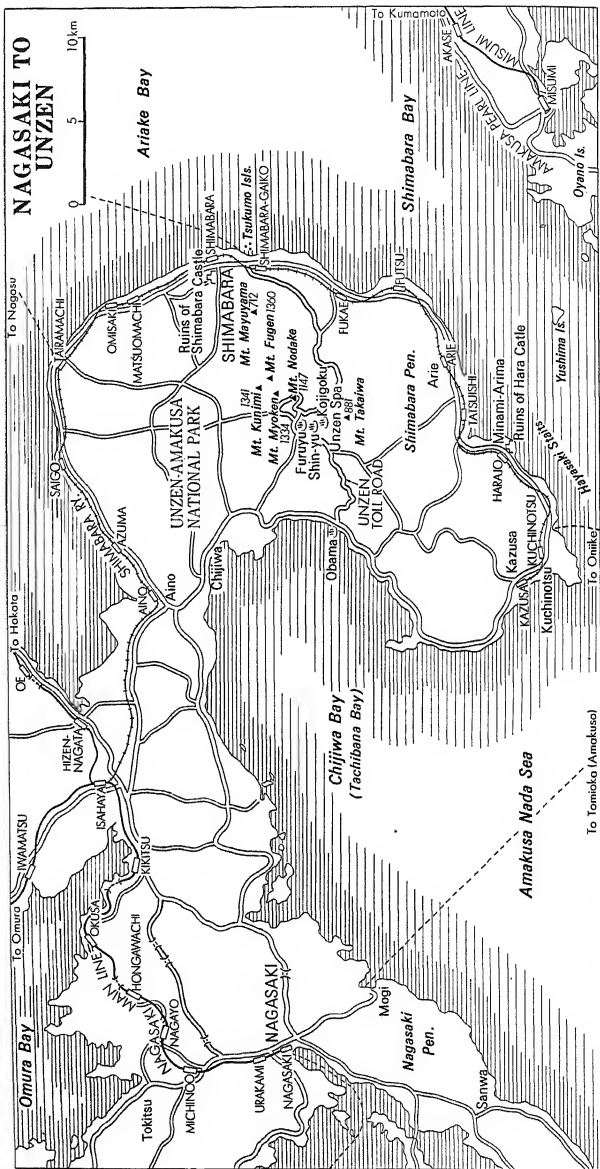 NAGASAKI TO
UNZEN
0 5 10 km
Ariake Bay
Shimabara Bay
To Kumamoto
AKASE
MISUMI LINE
AMAKUSA PEARL LINE
MISUMI
Oyano Is.
To Nagasu
TAIRAMACHI
OMISAKI
MATSUOMACHI
Ruins of
Shimabara Castle
SHIMABARA
Tsukumo Isls.
SHIMABARA-GAIKO
SHIMABARA
Mt. Mayuyama
712
Mt. Fugen 1360
1341
Mt. Kunimi
Mt. Myoken
1334
Mt. Nodake
1147
Furuyu
Shin-yu
Kojigoku
Unzen Spa
881
Mt. Takaiwa
UNZEN-AMAKUSA
NATIONAL PARK
SAIGO
SHIMABARA RY.
AZUMA
AINO
Aino
Chijiwa
Obama
UNZEN
TOLL ROAD
Shimabara Pen.
FUKAE
FUTSU
Arie
ARIE
TATSUISHI
Minami-Arima
Ruins of Hara Catle
HARAJO
Yushima Is.
Hayasaki Staits
Kazusa
KAZUSA
KUCHINOTSU
Kuchinotsu
To Oniike
To Hakata
OE
HIZEN-
NAGATA
ISAHAYA
IWAMATSU
To Omura
KIKITSU
OKUSA
Omura Bay
HONGAWACHI
NAGASAKI MAIN LINE
NAGAYO
Tokitsu
MICHINOO
URAKAMI
NAGASAKI
NAGASAKI
Mogi
Nagasaki
Pen.
Sanwa
Chijiwa Bay
(Tachibana Bay)
Amakusa Nada Sea
To Tomioka (Amakusa)